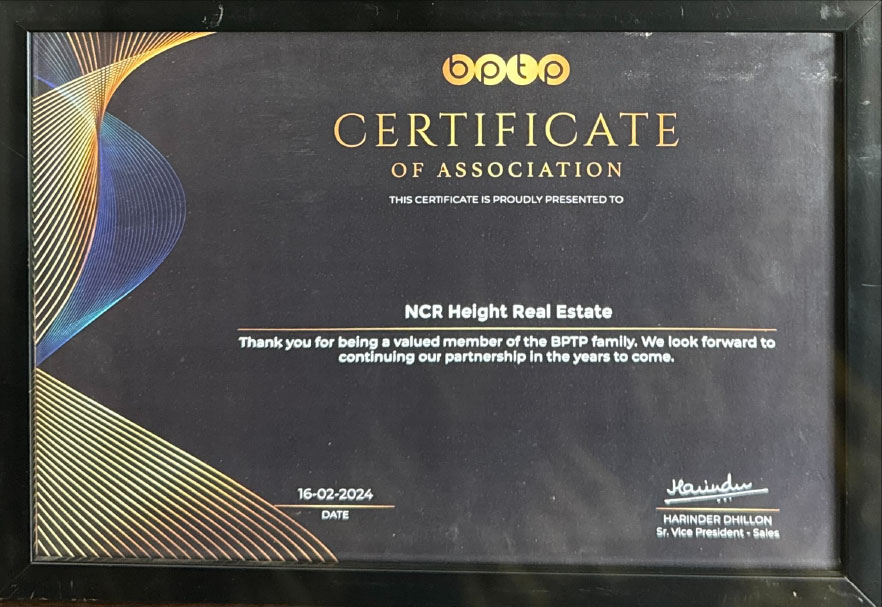 bptp
CERTIFICATE
OF ASSOCIATION
THIS CERTIFICATE IS PROUDLY PRESENTED TO
NCR Height Real Estate
Thank you for being a valued member of the BPTP family. We look forward to
continuing our partnership in the years to come.
16-02-2024
DATE
Harinder
HARINDER DHILLON
Sr. Vice President - Sales